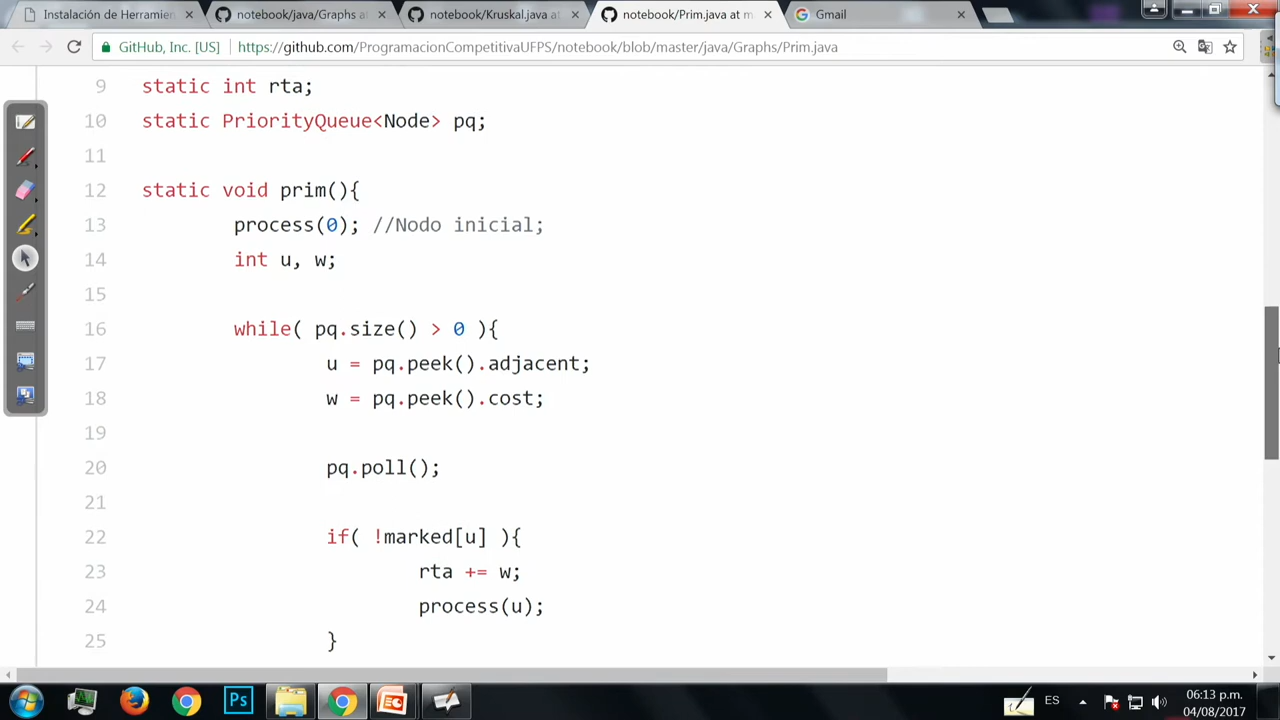 Instalación de Herramien
notebook/java/Graphs a
notebook/Kruskal.java a
notebook/Prim.java at m
Gmail
GitHub, Inc. [US]
https://github.com/ProgramacionCompetitivaUFPS/notebook/blob/master/java/Graphs/Prim.java
9 static int rta;
10 static PriorityQueue<Node> pq;
11
12 static void prim(){
13 process(0); //Nodo inicial;
14 int u, w;
15
16 while( pq.size() > 0 ){
17 u = pq.peek().adjacent;
18 w = pq.peek().cost;
19
20 pq.poll();
21
22 if( !marked[u] ){
23 rta += w;
24 process(u);
25 }
Ps
ES
06:13 p.m.
04/08/2017